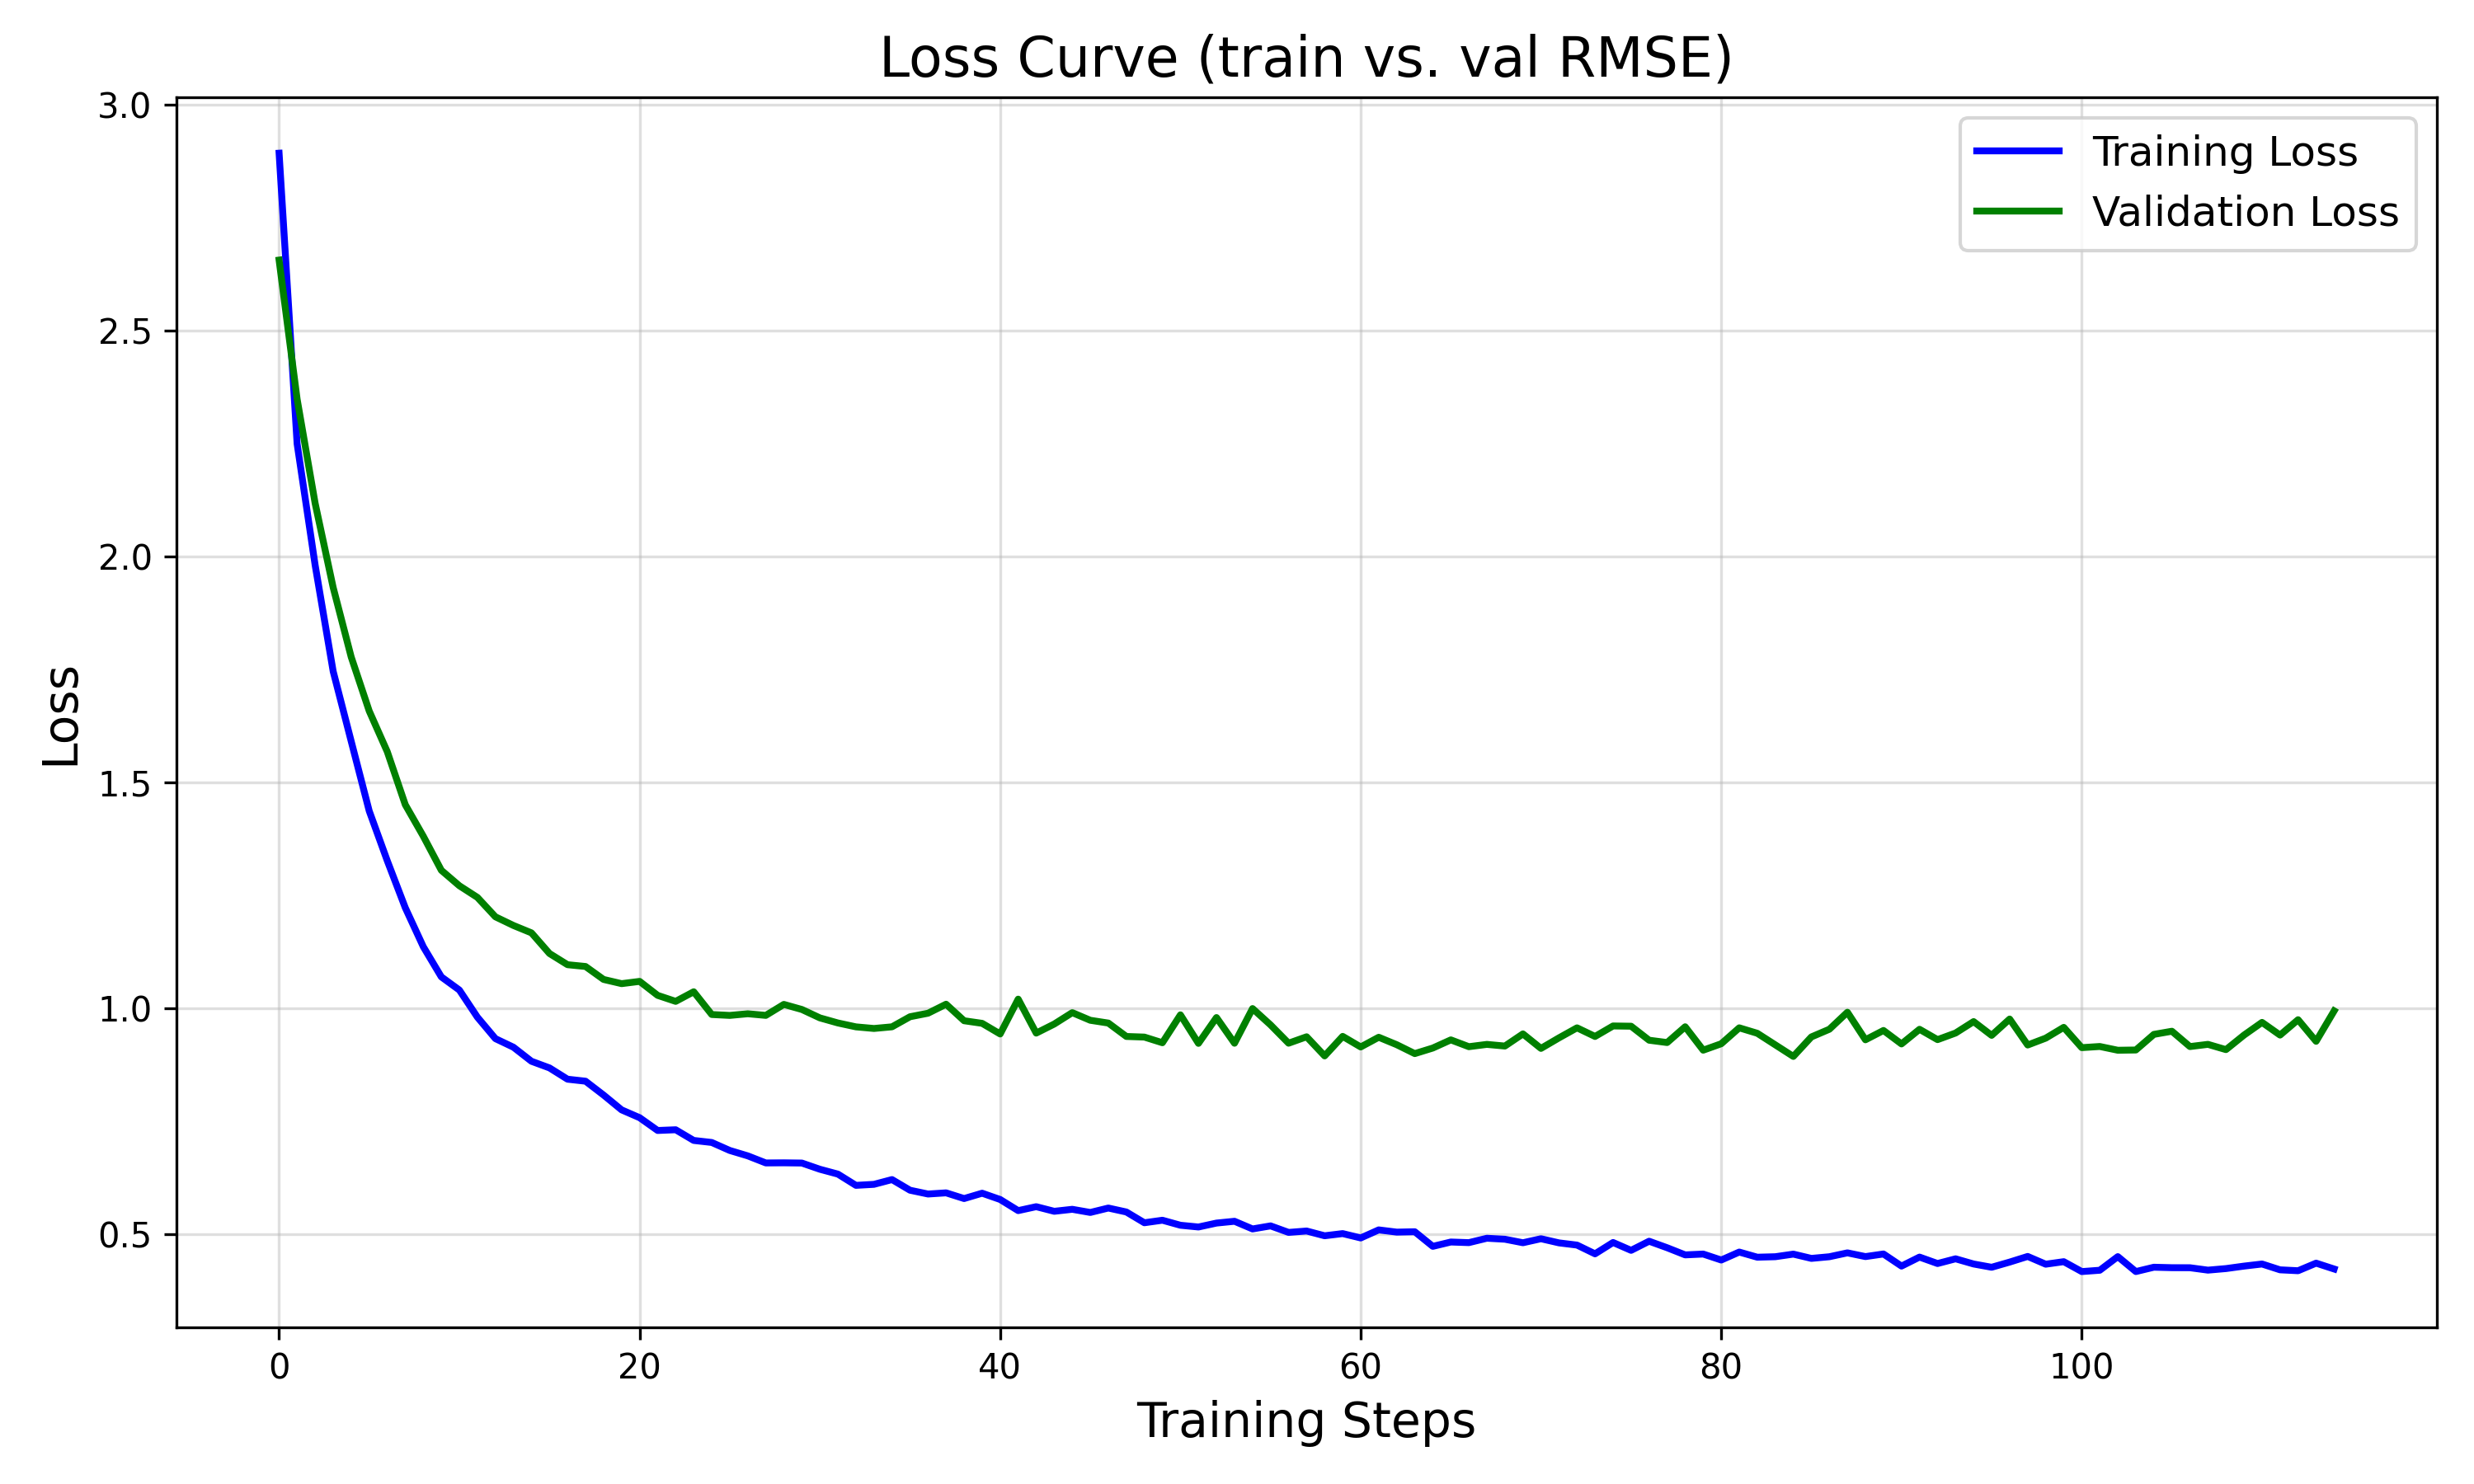 Loss Curve (train vs. val RMSE)
Training Loss
Validation Loss
3.0
2.5
2.0
1.5
1.0
0.5
Loss
0 20 40 60 80 100
Training Steps